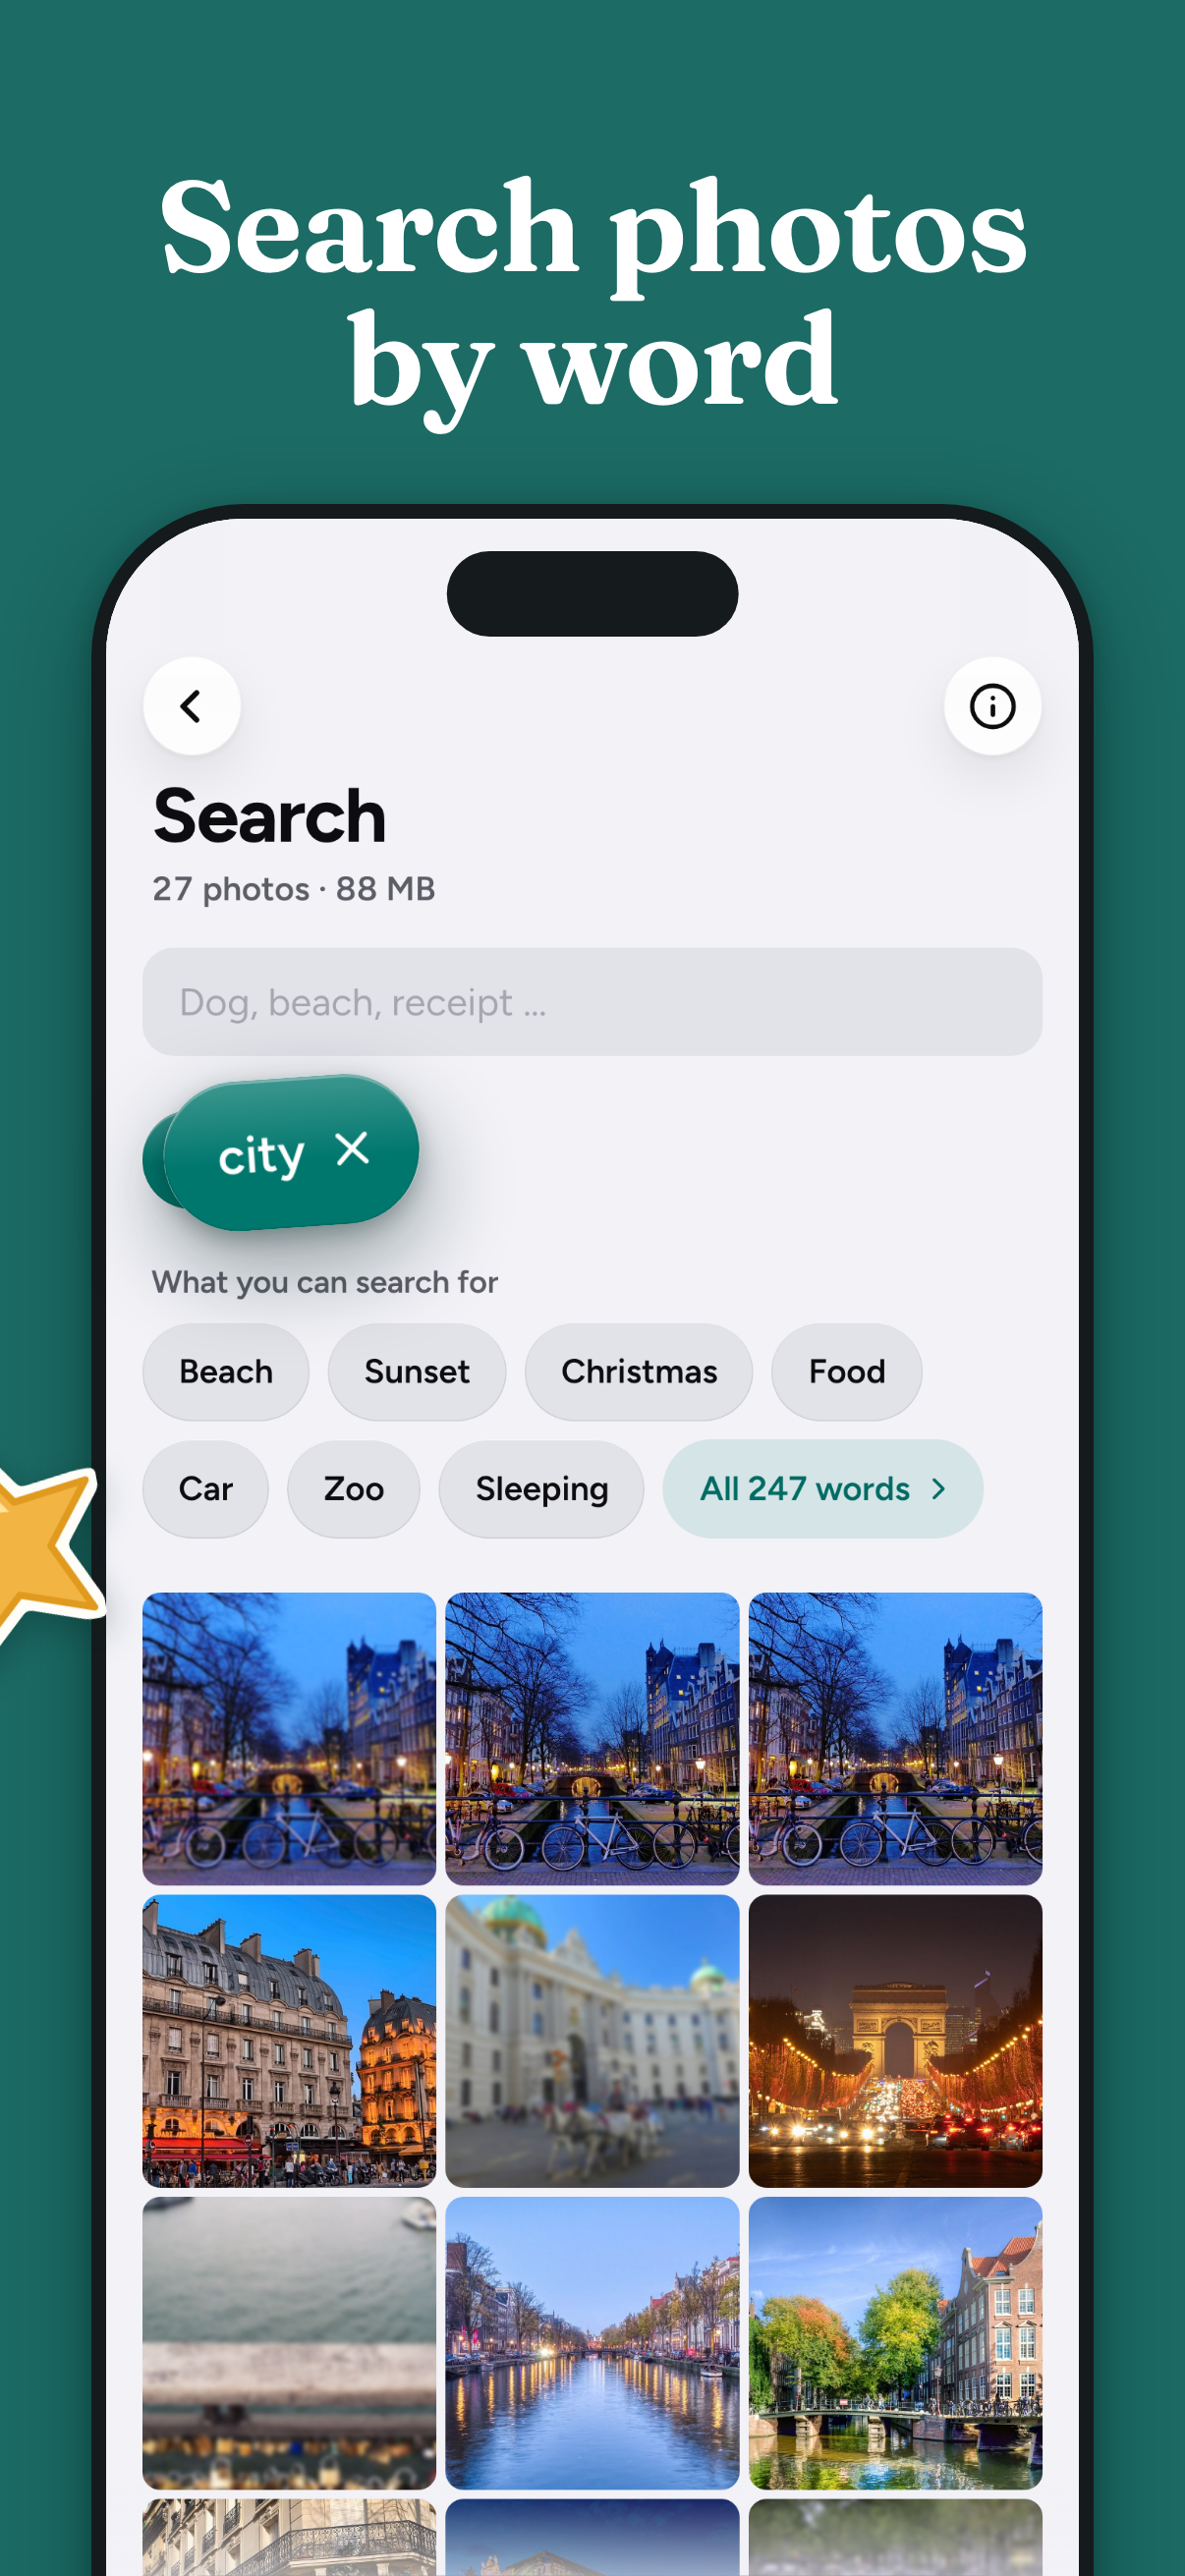 Search photos
by word
Search
27 photos · 88 MB
Dog, beach, receipt ...
city
What you can search for
Beach Sunset Christmas Food
Car Zoo Sleeping All 247 words